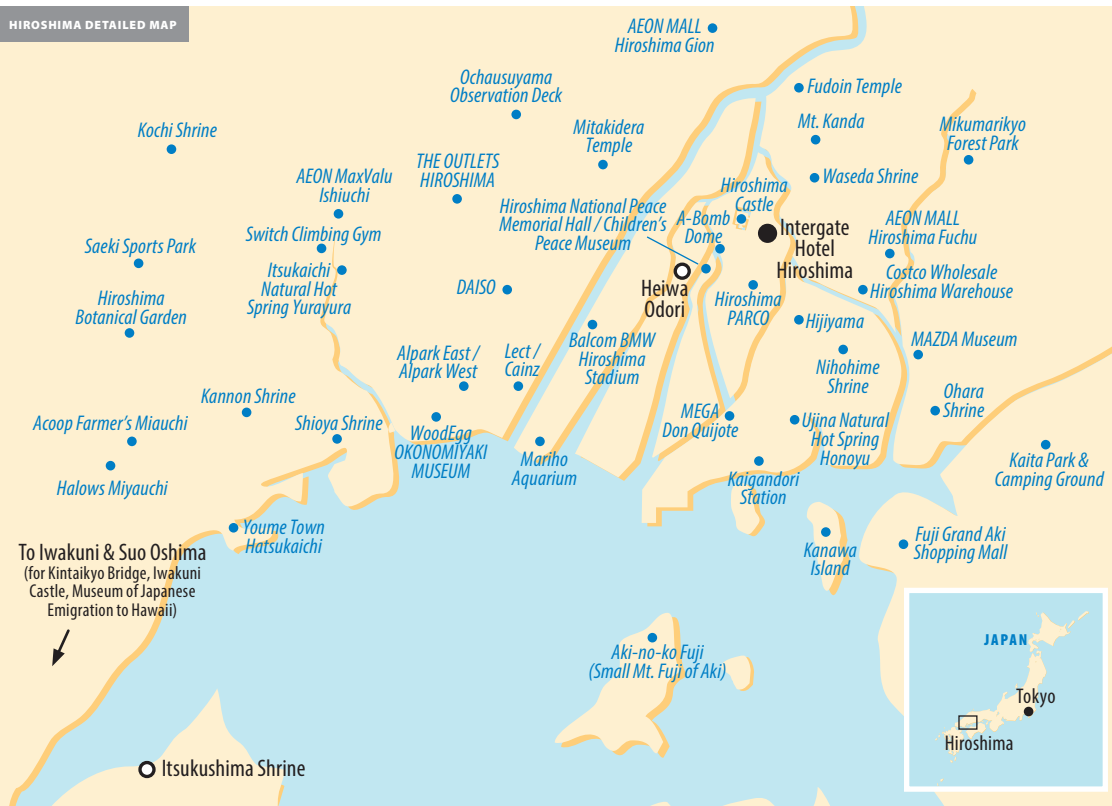 HIROSHIMA DETAILED MAP
AEON MALL
Hiroshima Gion
Ochausuyama
Observation Deck
Fudoin Temple
Kochi Shrine
Mitakidera
Temple
Mt. Kanda
Mikumarikyo
Forest Park
THE OUTLETS
HIROSHIMA
AEON MaxValu
Ishiuchi
Waseda Shrine
Hiroshima
Castle
Hiroshima National Peace
Memorial Hall / Children's
Peace Museum
A-Bomb
Dome
Intergate
Hotel
Hiroshima
AEON MALL
Hiroshima Fuchu
Saeki Sports Park
Switch Climbing Gym
Itsukaichi
Natural Hot
Spring Yurayura
DAISO
Heiwa
Odori
Costco Wholesale
Hiroshima Warehouse
Hiroshima
Botanical Garden
Hiroshima
PARCO
Hijiyama
Balcom BMW
Hiroshima
Stadium
MAZDA Museum
Alpark East /
Alpark West
Lect /
Cainz
Nihohime
Shrine
Kannon Shrine
Ohara
Shrine
Acoop Farmer's Miauchi
Shioya Shrine
WoodEgg
OKONOMIYAKI
MUSEUM
MEGA
Don Quijote
Ujina Natural
Hot Spring
Honoyu
Halows Miyauchi
Mariho
Aquarium
Kaigandori
Station
Kaita Park &
Camping Ground
Youme Town
Hatsukaichi
Kanawa
Island
Fuji Grand Aki
Shopping Mall
To Iwakuni & Suo Oshima
(for Kintaikyo Bridge, Iwakuni
Castle, Museum of Japanese
Emigration to Hawaii)
Aki-no-ko Fuji
(Small Mt. Fuji of Aki)
Itsukushima Shrine
JAPAN
Tokyo
Hiroshima